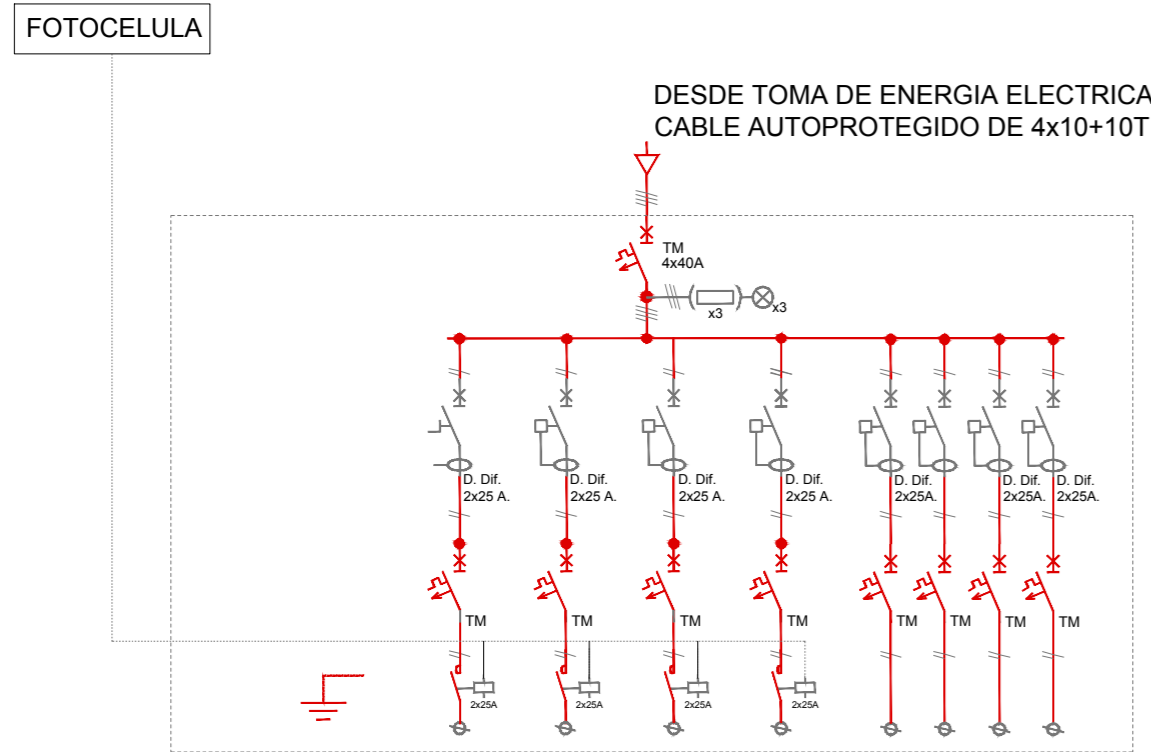 FOTOCELULA
DESDE TOMA DE ENERGIA ELECTRICA
CABLE AUTOPROTEGIDO DE 4x10+10T
TM
4x40A
x3
x3
D. Dif.
2x25 A.
D. Dif.
2x25 A.
D. Dif.
2x25 A.
D. Dif.
2x25 A.
D. Dif.
2x25A.
D. Dif.
2x25A.
D. Dif.
2x25A.
TM
TM
TM
TM
TM
TM
TM
TM
2x25A
2x25A
2x25A
2x25A